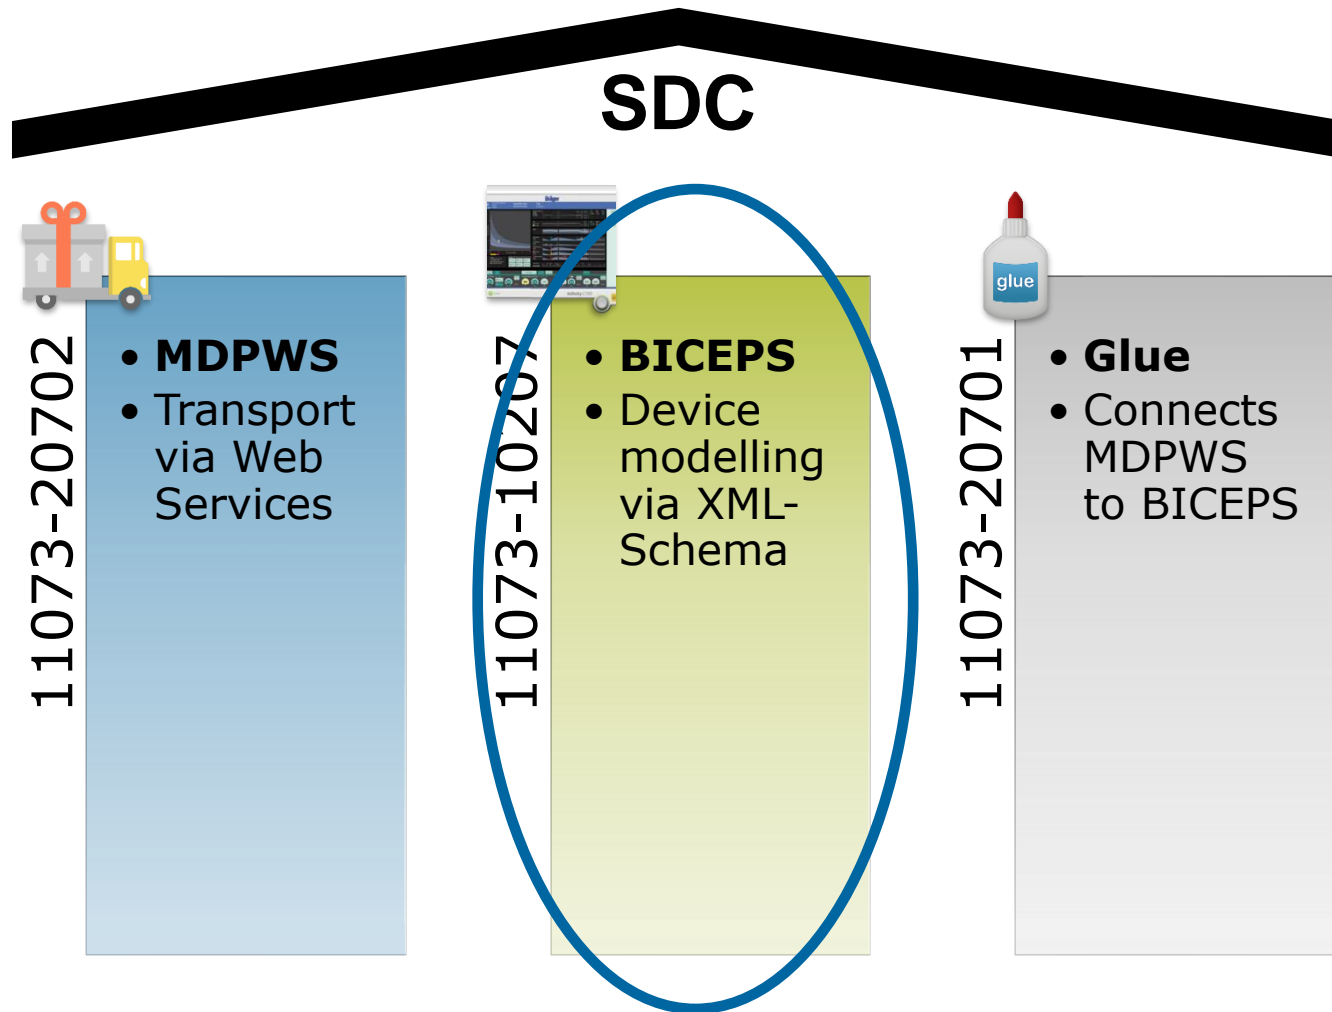 SDC
11073-20702
• MDPWS
• Transport
via Web
Services
Dräger
11073-10207
• BICEPS
• Device
modelling
via XML-
Schema
glue
11073-20701
• Glue
• Connects
MDPWS
to BICEPS